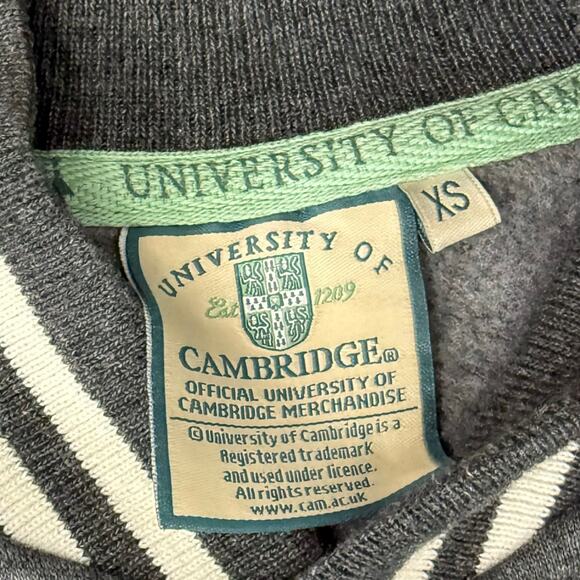 UNIVERSITY OF CAM
XS
UNIVERSITY OF
Est 1209
CAMBRIDGE®
OFFICIAL UNIVERSITY OF
CAMBRIDGE MERCHANDISE
© University of Cambridge is a
Registered trademark
and used under licence.
All rights reserved.
www.cam.ac.uk